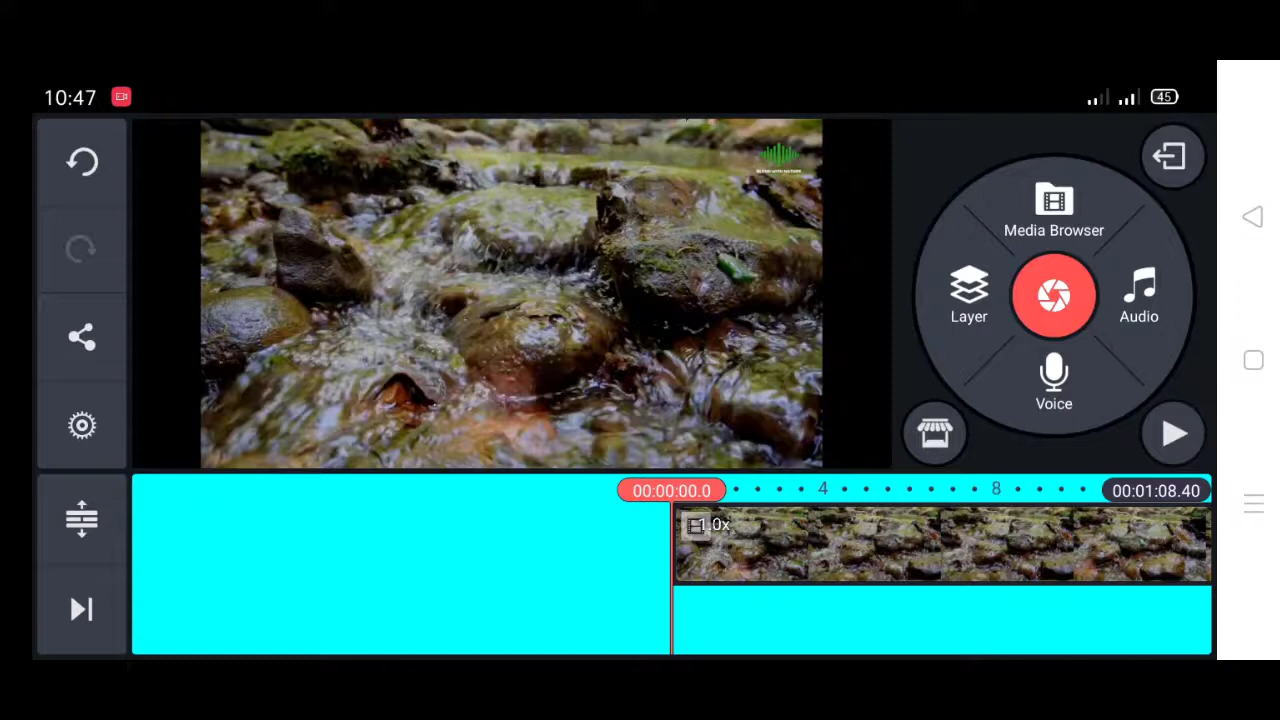 10:47
45
Media Browser
Layer
Audio
Voice
00:00:00.0
4
8
00:01:08.40
1.0x